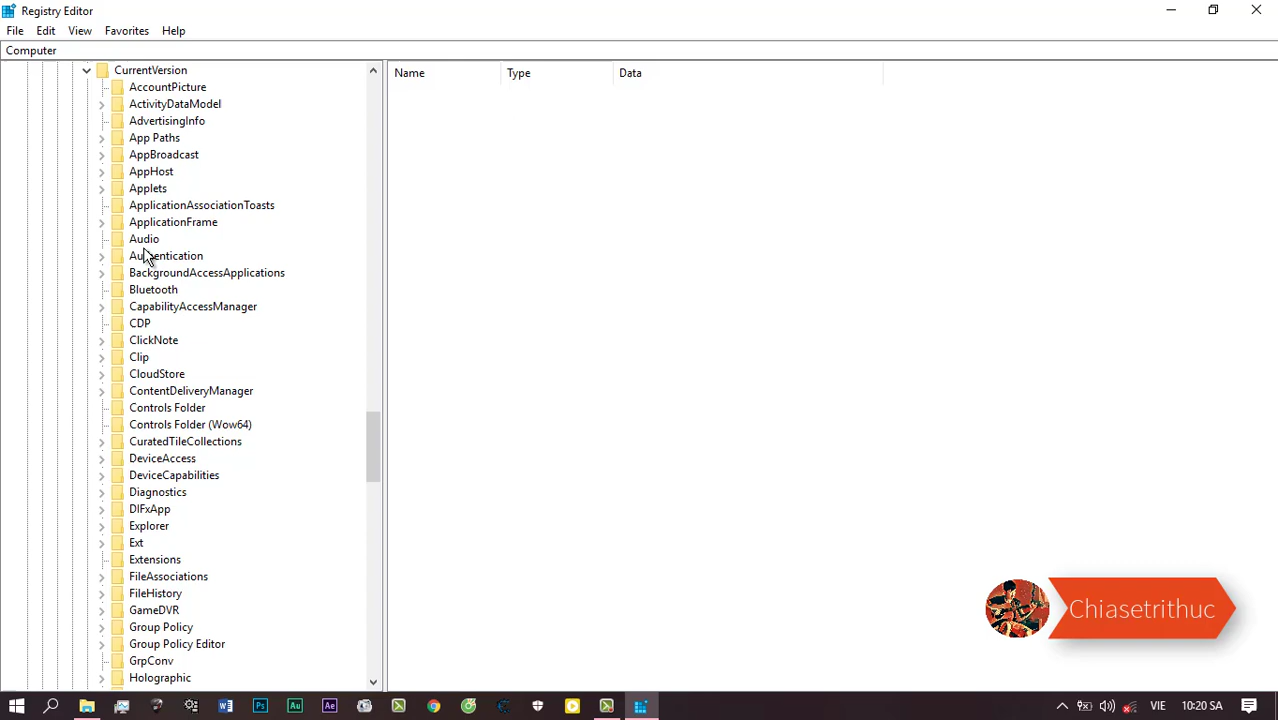 Registry Editor
File Edit View Favorites Help
Computer
CurrentVersion
AccountPicture
ActivityDataModel
AdvertisingInfo
App Paths
AppBroadcast
AppHost
Applets
ApplicationAssociationToasts
ApplicationFrame
Audio
Authentication
BackgroundAccessApplications
Bluetooth
CapabilityAccessManager
CDP
ClickNote
Clip
CloudStore
ContentDeliveryManager
Controls Folder
Controls Folder (Wow64)
CuratedTileCollections
DeviceAccess
DeviceCapabilities
Diagnostics
DIFxApp
Explorer
Ext
Extensions
FileAssociations
FileHistory
GameDVR
Group Policy
Group Policy Editor
GrpConv
Holographic
Name Type Data
Chiasetrithuc
W Ps Au Ae VIE 10:20 SA